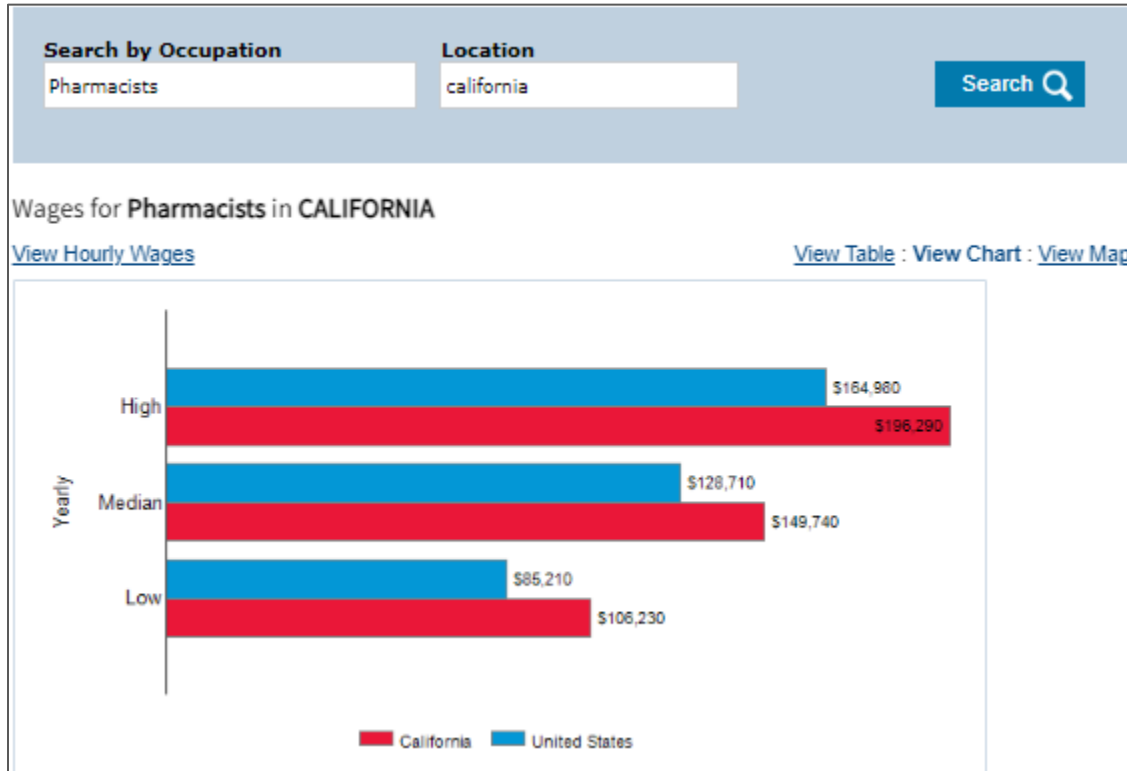 Search by Occupation Location
Pharmacists california Search
Wages for Pharmacists in CALIFORNIA
View Hourly Wages View Table : View Chart : View Map
Yearly
High $164,980
$196,290
Median $128,710
$149,740
Low $85,210
$106,230
California United States